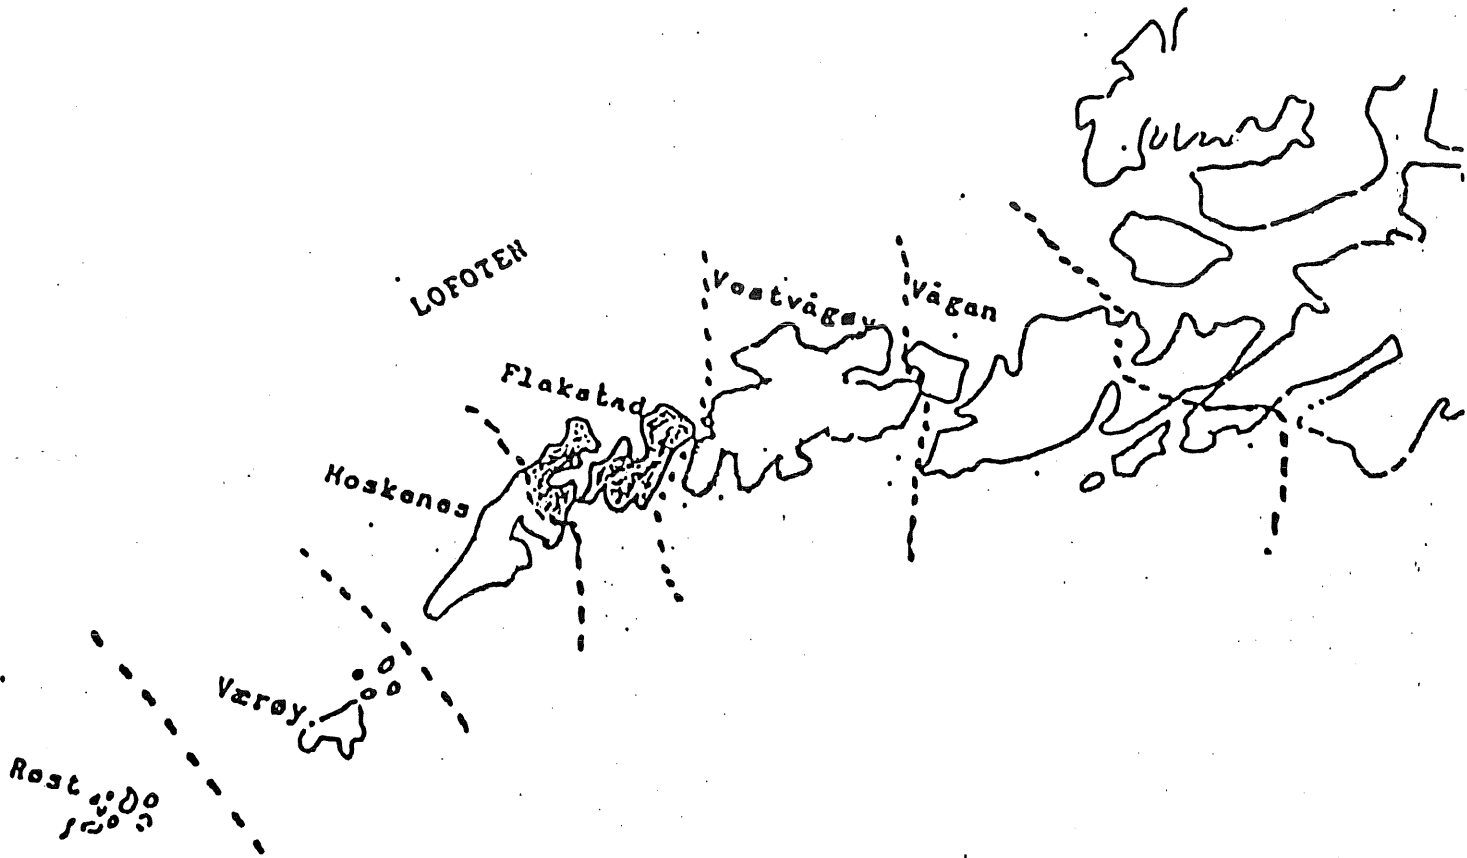 LOFOTEN
Vestvågøy
Vågan
Flakstad
Moskenes
Værøy
Røst